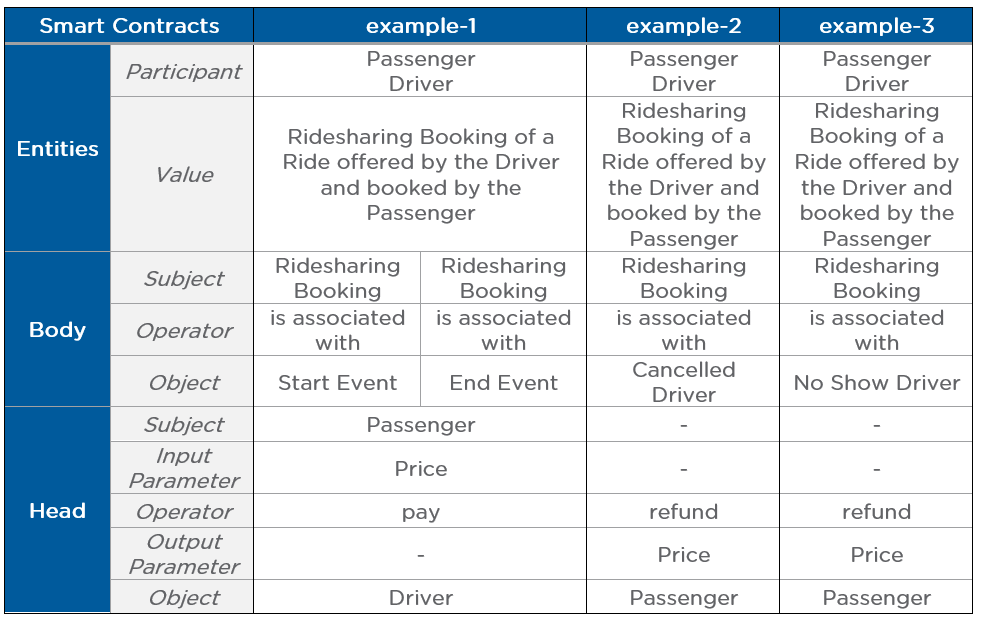 Smart Contracts example-1 example-2 example-3
Entities
Participant
Passenger
Driver
Passenger
Driver
Passenger
Driver
Value
Ridesharing Booking of a
Ride offered by the Driver
and booked by the
Passenger
Ridesharing
Booking of a
Ride offered by
the Driver and
booked by the
Passenger
Ridesharing
Booking of a
Ride offered by
the Driver and
booked by the
Passenger
Body
Subject
Ridesharing
Booking
Ridesharing
Booking
Ridesharing
Booking
Ridesharing
Booking
Operator
is associated
with
is associated
with
is associated
with
is associated
with
Object
Start Event
End Event
Cancelled
Driver
No Show Driver
Head
Subject
Passenger
-
-
Input
Parameter
Price
-
-
Operator
pay
refund
refund
Output
Parameter
-
Price
Price
Object
Driver
Passenger
Passenger